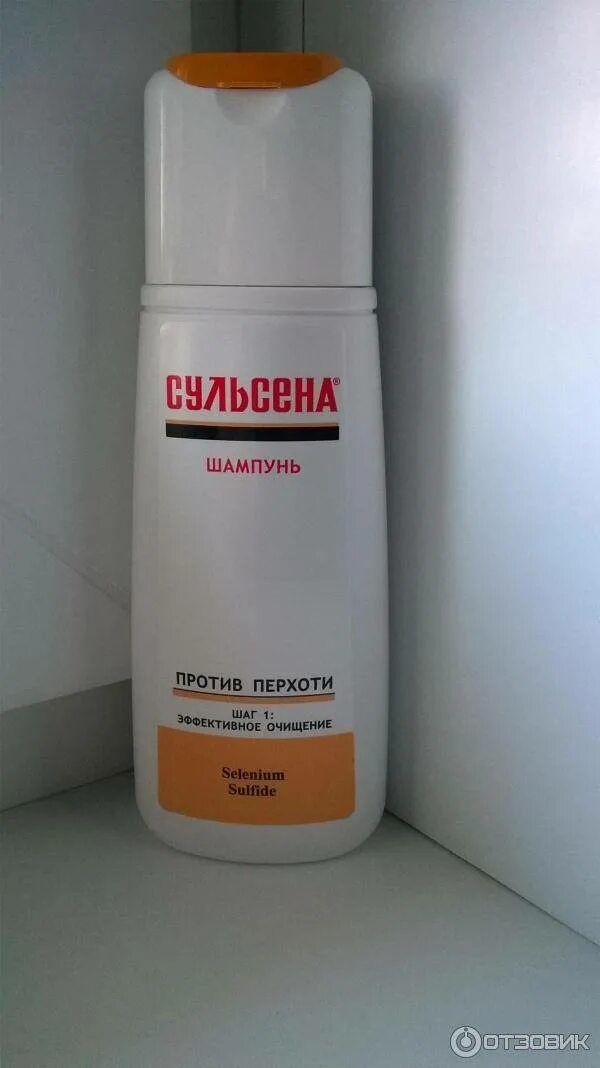 СУЛЬСЕНА®
ШАМПУНЬ
ПРОТИВ ПЕРХОТИ
ШАГ 1:
ЭФФЕКТИВНОЕ ОЧИЩЕНИЕ
Selenium
Sulfide
ОТЗОВИК